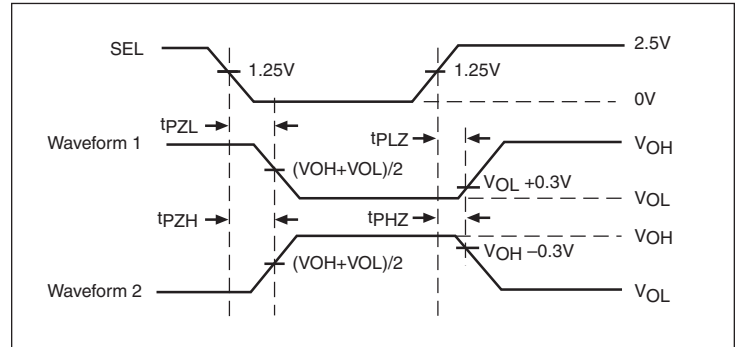 SEL
2.5V
1.25V
1.25V
0V
tPZL
tPLZ
Waveform 1
VOH
(VOH+VOL)/2
VOL +0.3V
VOL
tPZH
tPHZ
VOH
VOH –0.3V
(VOH+VOL)/2
Waveform 2
VOL